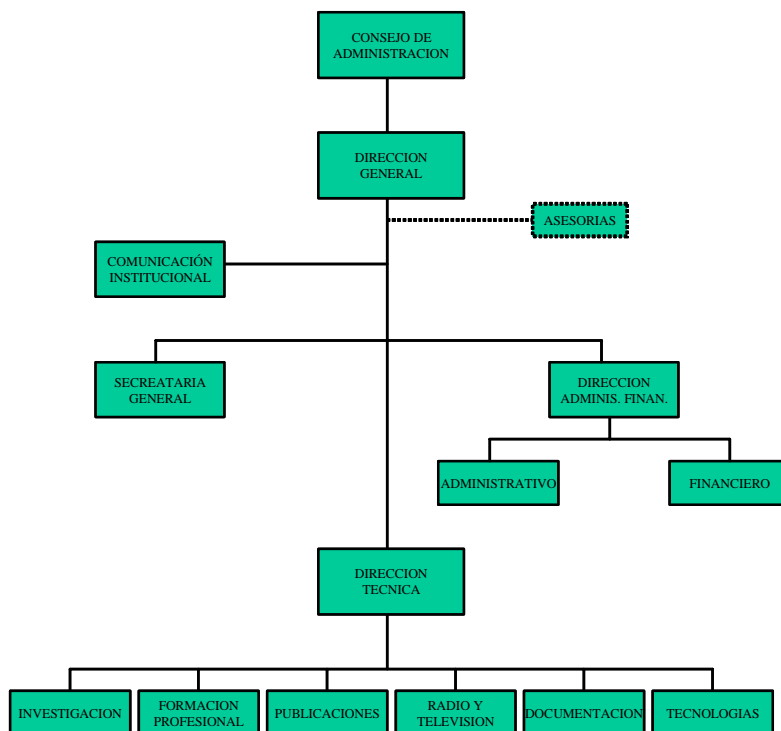 CONSEJO DE
ADMINISTRACION
DIRECCION
GENERAL
ASESORIAS
COMUNICACIÓN
INSTITUCIONAL
SECREATARIA
GENERAL
DIRECCION
ADMINIS. FINAN.
ADMINISTRATIVO
FINANCIERO
DIRECCION
TECNICA
INVESTIGACION
FORMACION
PROFESIONAL
PUBLICACIONES
RADIO Y
TELEVISION
DOCUMENTACION
TECNOLOGIAS